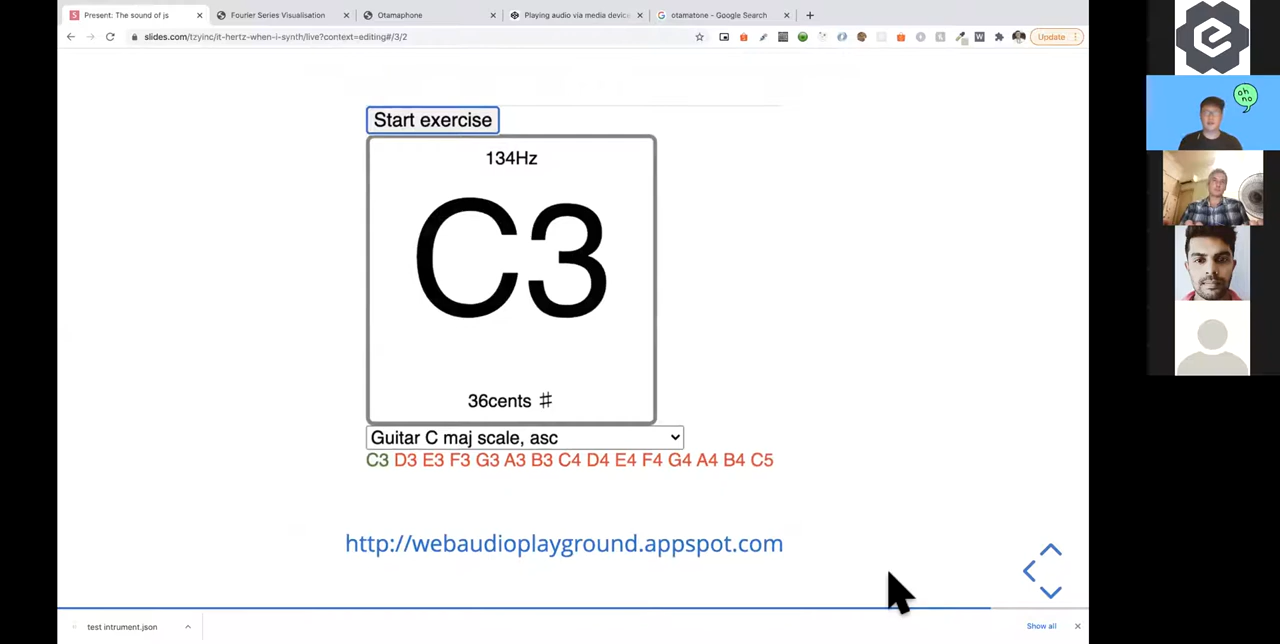 Present: The sound of js
Fourier Series Visualisation
Otamaphone
Playing audio via media device
otamatone - Google Search
slides.com/tzyinc/it-hertz-when-i-synth/live?context=editing#/3/2
Update
oh
no
Start exercise
134Hz
C3
36cents #
Guitar C maj scale, asc
C3 D3 E3 F3 G3 A3 B3 C4 D4 E4 F4 G4 A4 B4 C5
http://webaudioplayground.appspot.com
test intrument.json
Show all